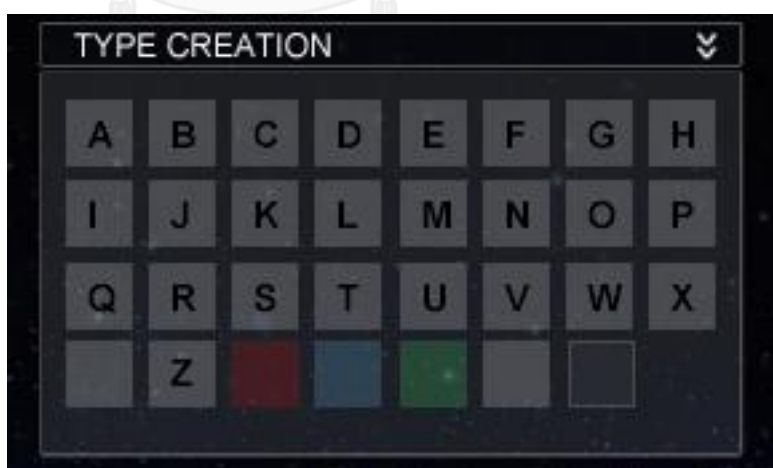 TYPE CREATION
A B C D E F G H
I J K L M N O P
Q R S T U V W X
Z